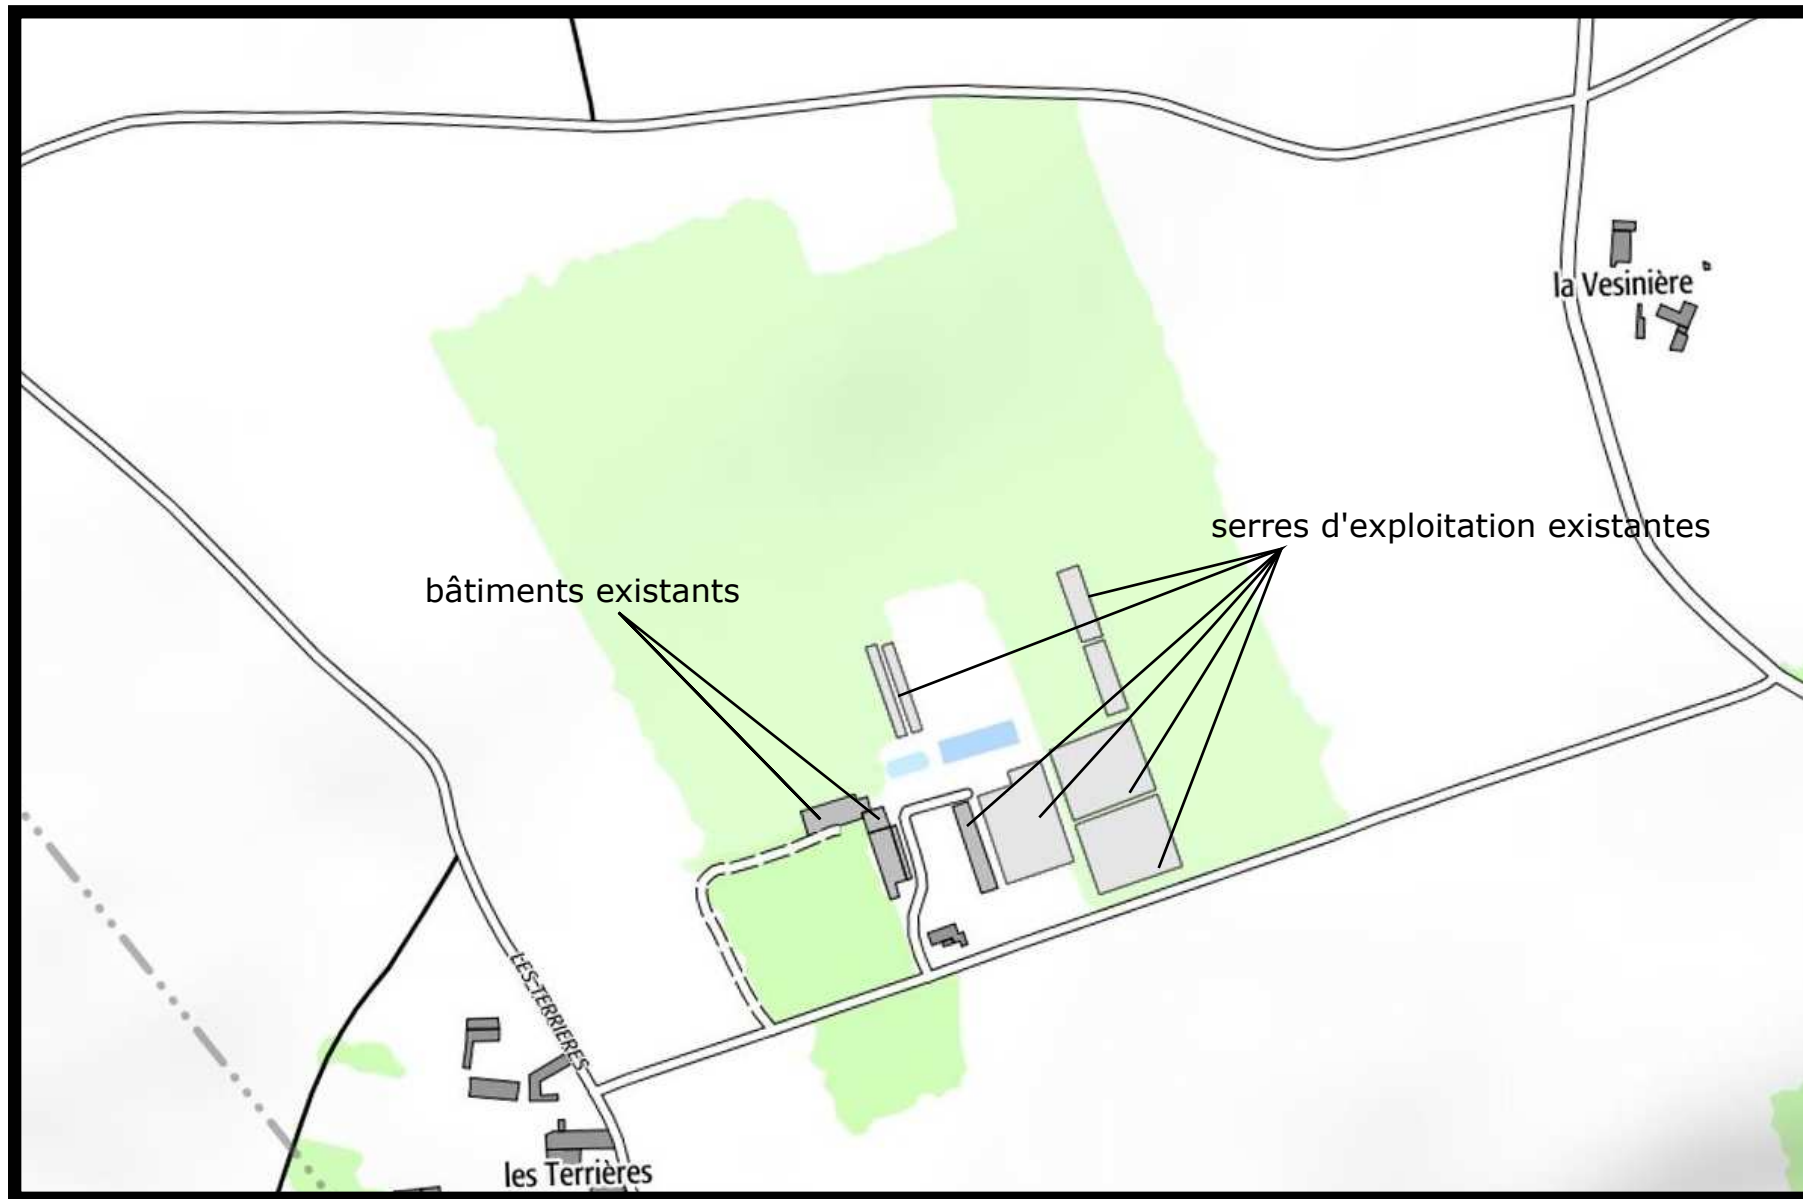 la Vesinière
serres d'exploitation existantes
bâtiments existants
LES TERRIERES
les Terrières